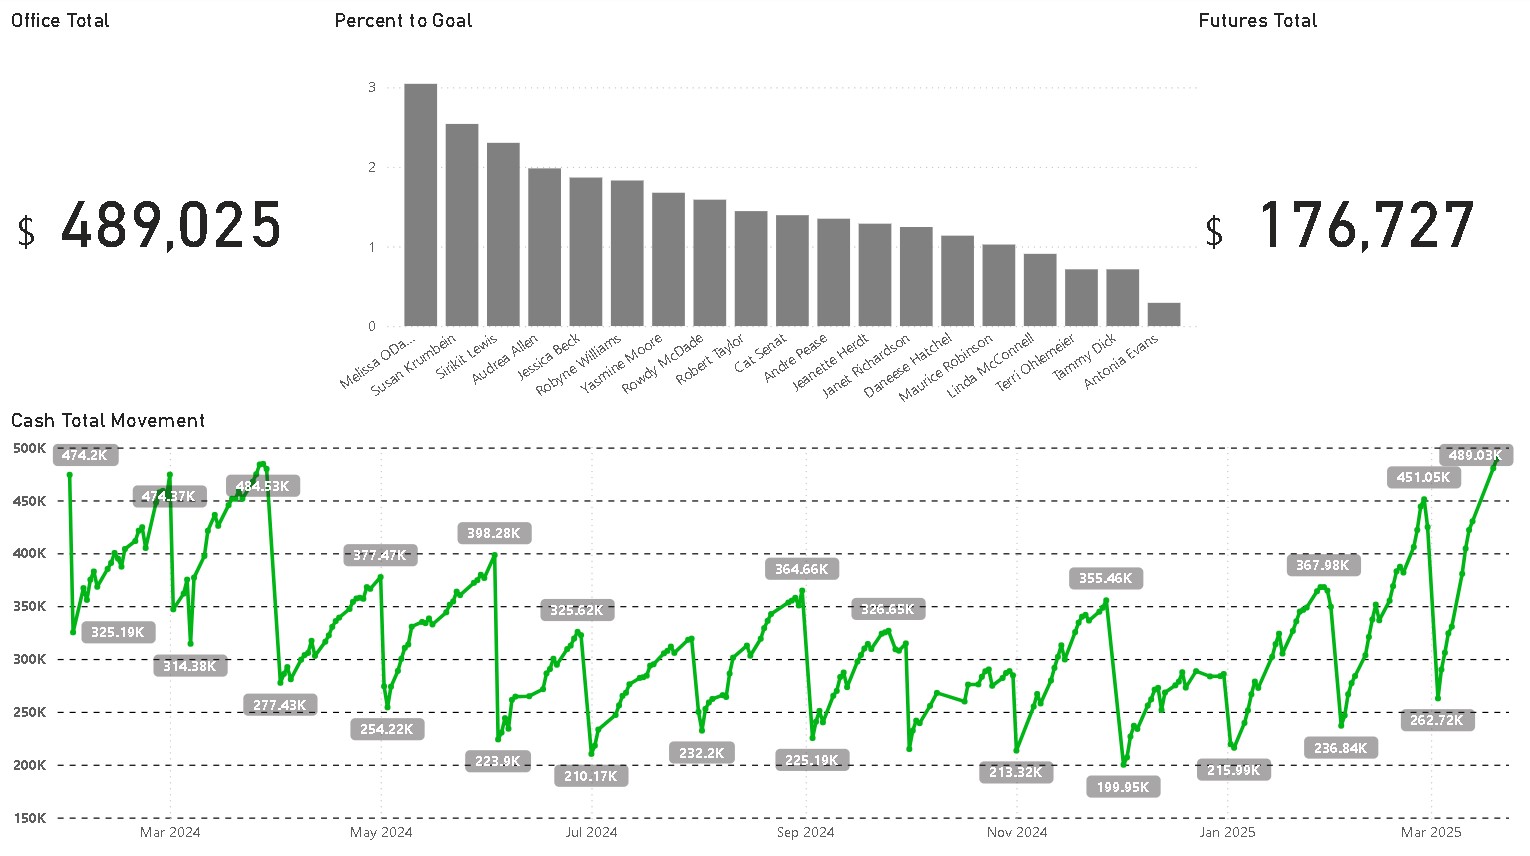 Office Total
Percent to Goal
Futures Total
$ 489,025
3
2
1
0
Melissa ODa...
Susan Krumbein
Sirikit Lewis
Audrea Allen
Jessica Beck
Robyne Williams
Yasmine Moore
Rowdy McDade
Robert Taylor
Cat Senat
Andre Pease
Jeanette Herdt
Janet Richardson
Daneese Hatchel
Maurice Robinson
Linda McConnell
Terri Ohlemeier
Tammy Dick
Antonia Evans
$ 176,727
Cash Total Movement
500K
450K
400K
350K
300K
250K
200K
150K
474.2K
325.19K
474.37K
314.38K
484.53K
277.43K
377.47K
254.22K
398.28K
223.9K
325.62K
210.17K
232.2K
364.66K
225.19K
326.65K
213.32K
355.46K
199.95K
215.99K
367.98K
236.84K
451.05K
262.72K
489.03K
Mar 2024
May 2024
Jul 2024
Sep 2024
Nov 2024
Jan 2025
Mar 2025